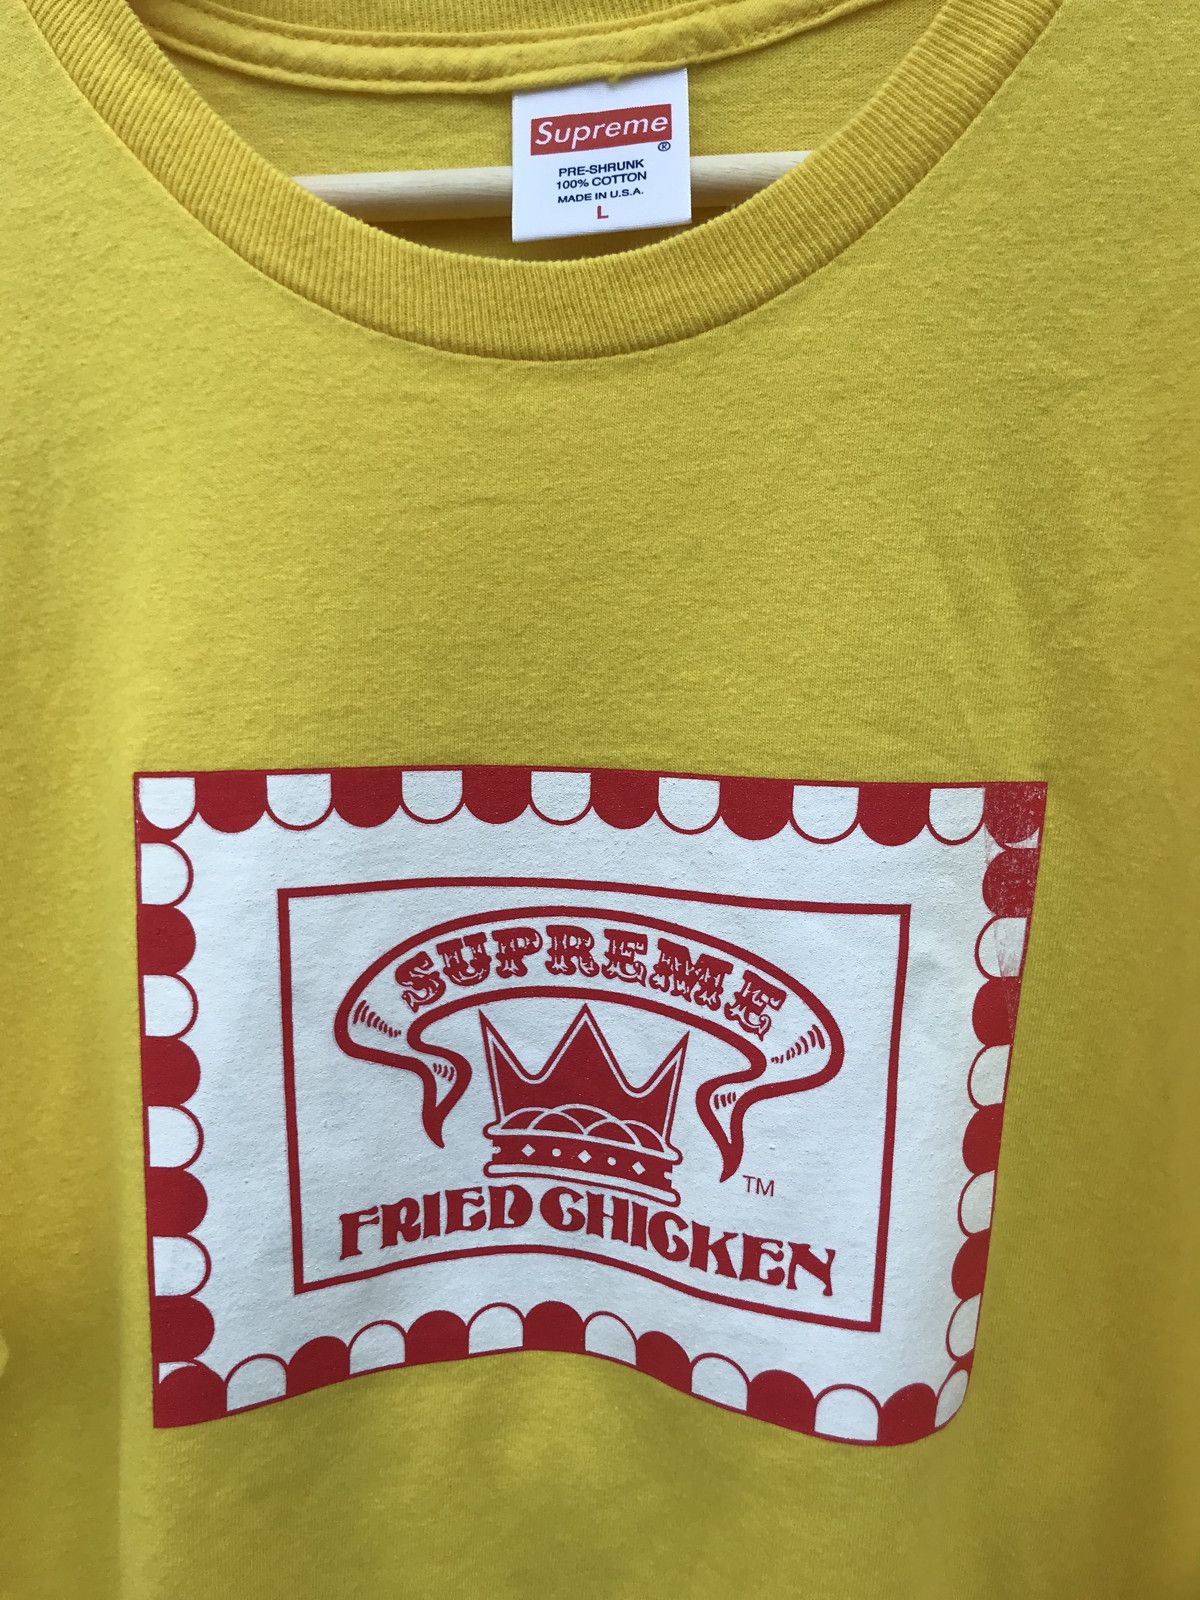 Supreme
®
PRE-SHRUNK
100% COTTON
MADE IN U.S.A.
L
SUPREME
TM
FRIED CHICKEN